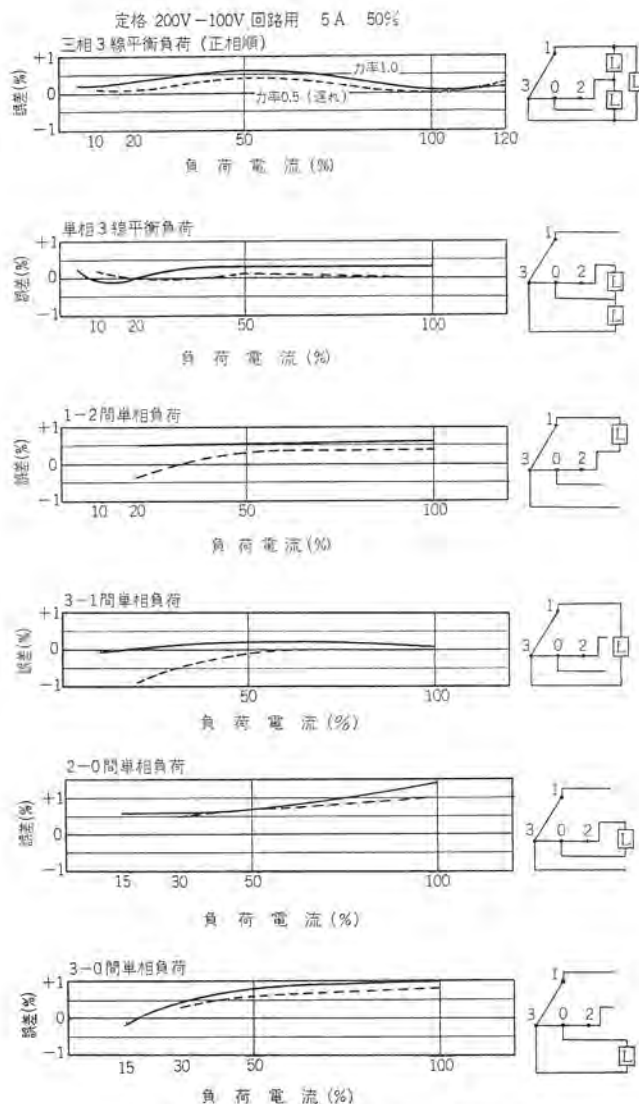 定格 200V-100V 回路用 5A 50%
三相3線平衡負荷(正相順)
誤差(%)
+1
0
-1
力率1.0
力率0.5(遅れ)
10 20 50 100 120
負荷電流(%)
1
3 0 2
L
L
L
単相3線平衡負荷
誤差(%)
+1
0
-1
10 20 50 100
負荷電流(%)
1
3 0 2
L
L
1-2間単相負荷
誤差(%)
+1
0
-1
10 20 50 100
負荷電流(%)
1
3 0 2
L
3-1間単相負荷
誤差(%)
+1
0
-1
50 100
負荷電流(%)
1
3 0 2
L
2-0間単相負荷
誤差(%)
+1
0
-1
15 30 50 100
負荷電流(%)
1
3 0 2
L
3-0間単相負荷
誤差(%)
+1
0
15 30 50 100
負荷電流(%)
1
3 0 2
L